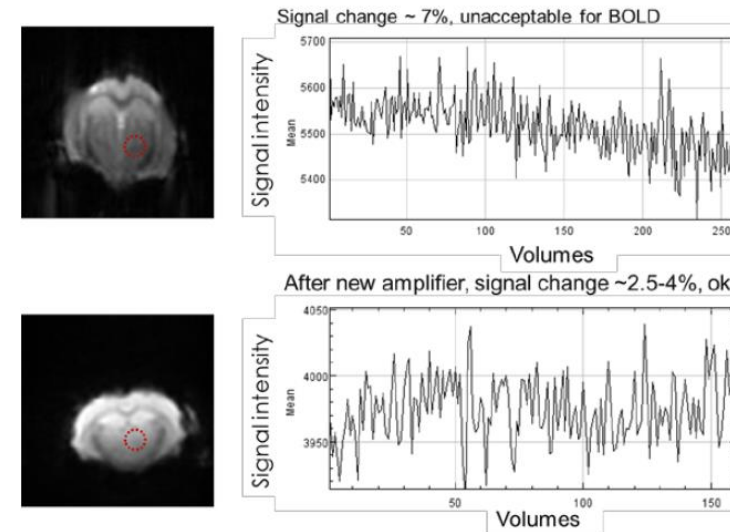 Signal change ~ 7%, unacceptable for BOLD
5700
5600
5500
5400
Signal intensity
Mean
50
100
150
200
250
Volumes
After new amplifier, signal change ~2.5-4%, ok
4050
4000
3950
Signal intensity
Mean
50
100
150
Volumes